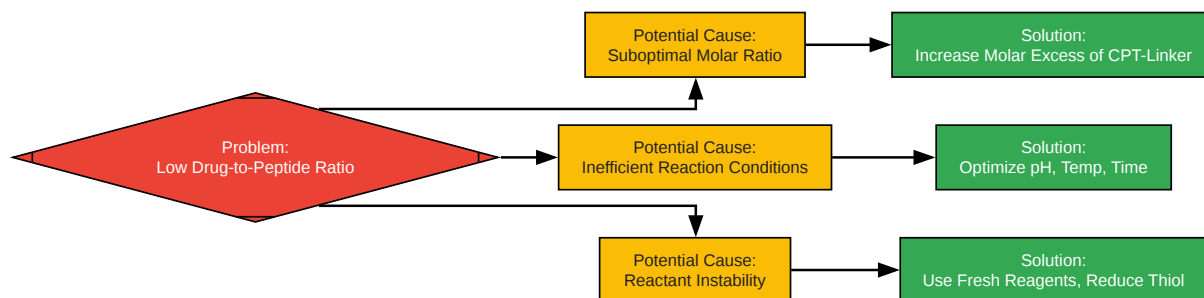 Potential Cause:
Suboptimal Molar Ratio
Solution:
Increase Molar Excess of CPT-Linker
Problem:
Low Drug-to-Peptide Ratio
Potential Cause:
Inefficient Reaction Conditions
Solution:
Optimize pH, Temp, Time
Potential Cause:
Reactant Instability
Solution:
Use Fresh Reagents, Reduce Thiol